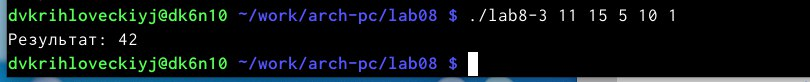 dvkrihloveckiyj@dk6n10 ~/work/arch-pc/lab08 $ ./lab8-3 11 15 5 10 1
Результат: 42
dvkrihloveckiyj@dk6n10 ~/work/arch-pc/lab08 $